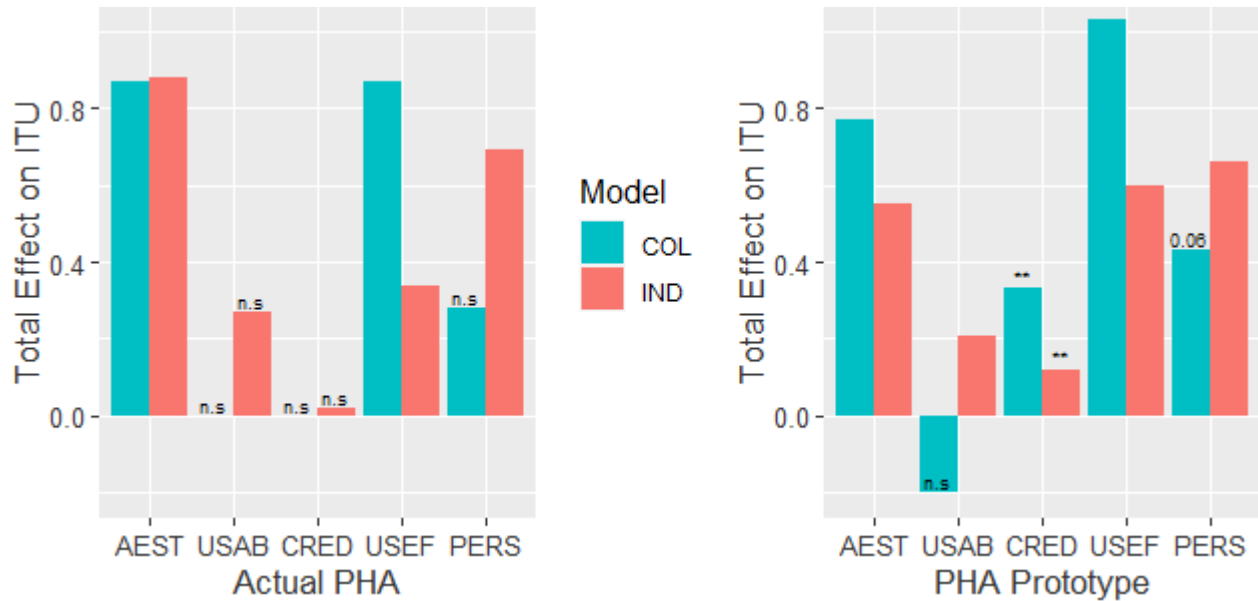 Total Effect on ITU
0.8
0.4
0.0
n.s
n.s
n.s
n.s
n.s
AEST USAB CRED USEF PERS
Actual PHA
Model
COL
IND
Total Effect on ITU
0.8
0.4
0.0
n.s
**
**
0.06
AEST USAB CRED USEF PERS
PHA Prototype